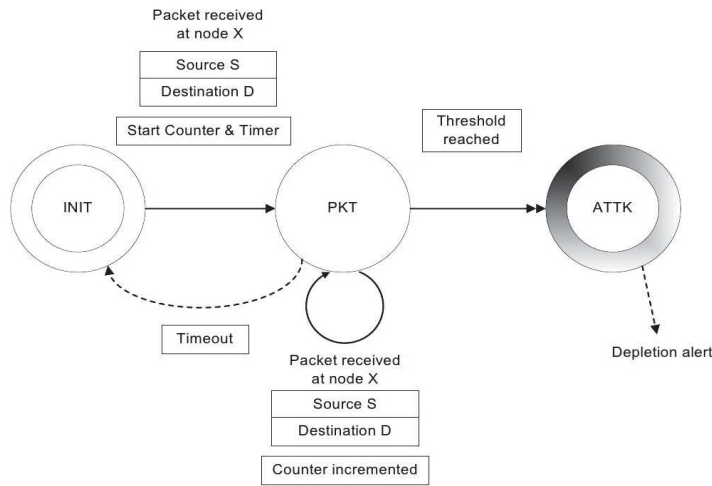 Packet received
at node X
Source S
Destination D
Start Counter & Timer
Threshold
reached
INIT
PKT
ATTK
Timeout
Depletion alert
Packet received
at node X
Source S
Destination D
Counter incremented